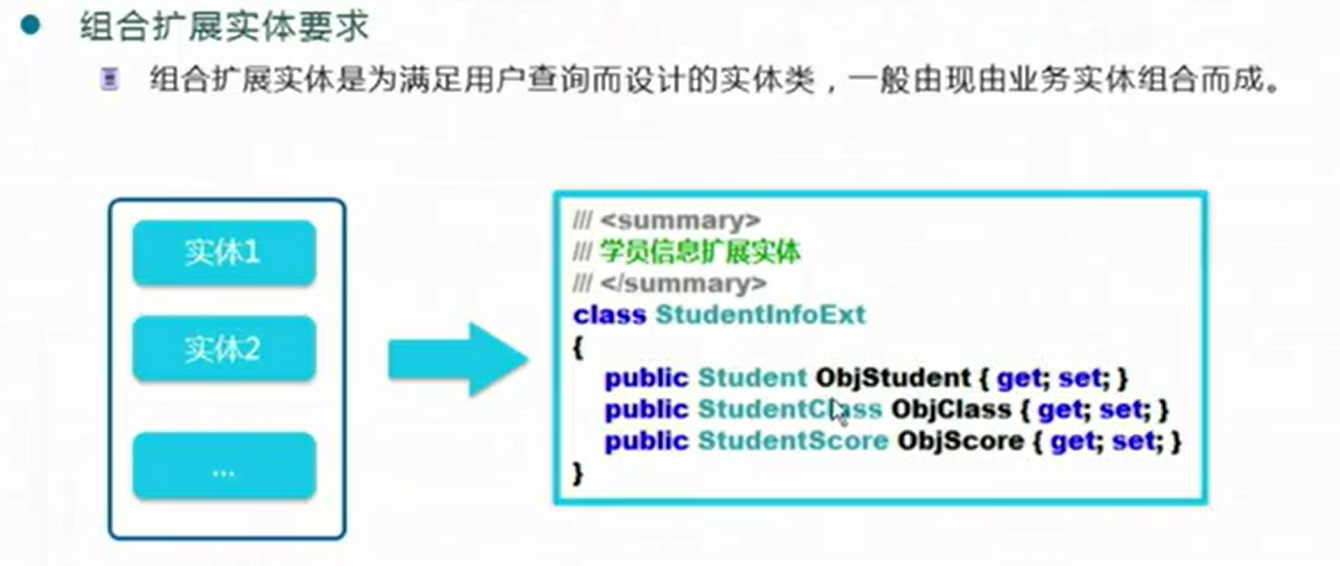 组合扩展实体要求
组合扩展实体是为满足用户查询而设计的实体类，一般由现由业务实体组合而成。
实体1
实体2
...
/// <summary>
/// 学员信息扩展实体
/// </summary>
class StudentInfoExt
{
public Student ObjStudent { get; set; }
public StudentClass ObjClass { get; set; }
public StudentScore ObjScore { get; set; }
}